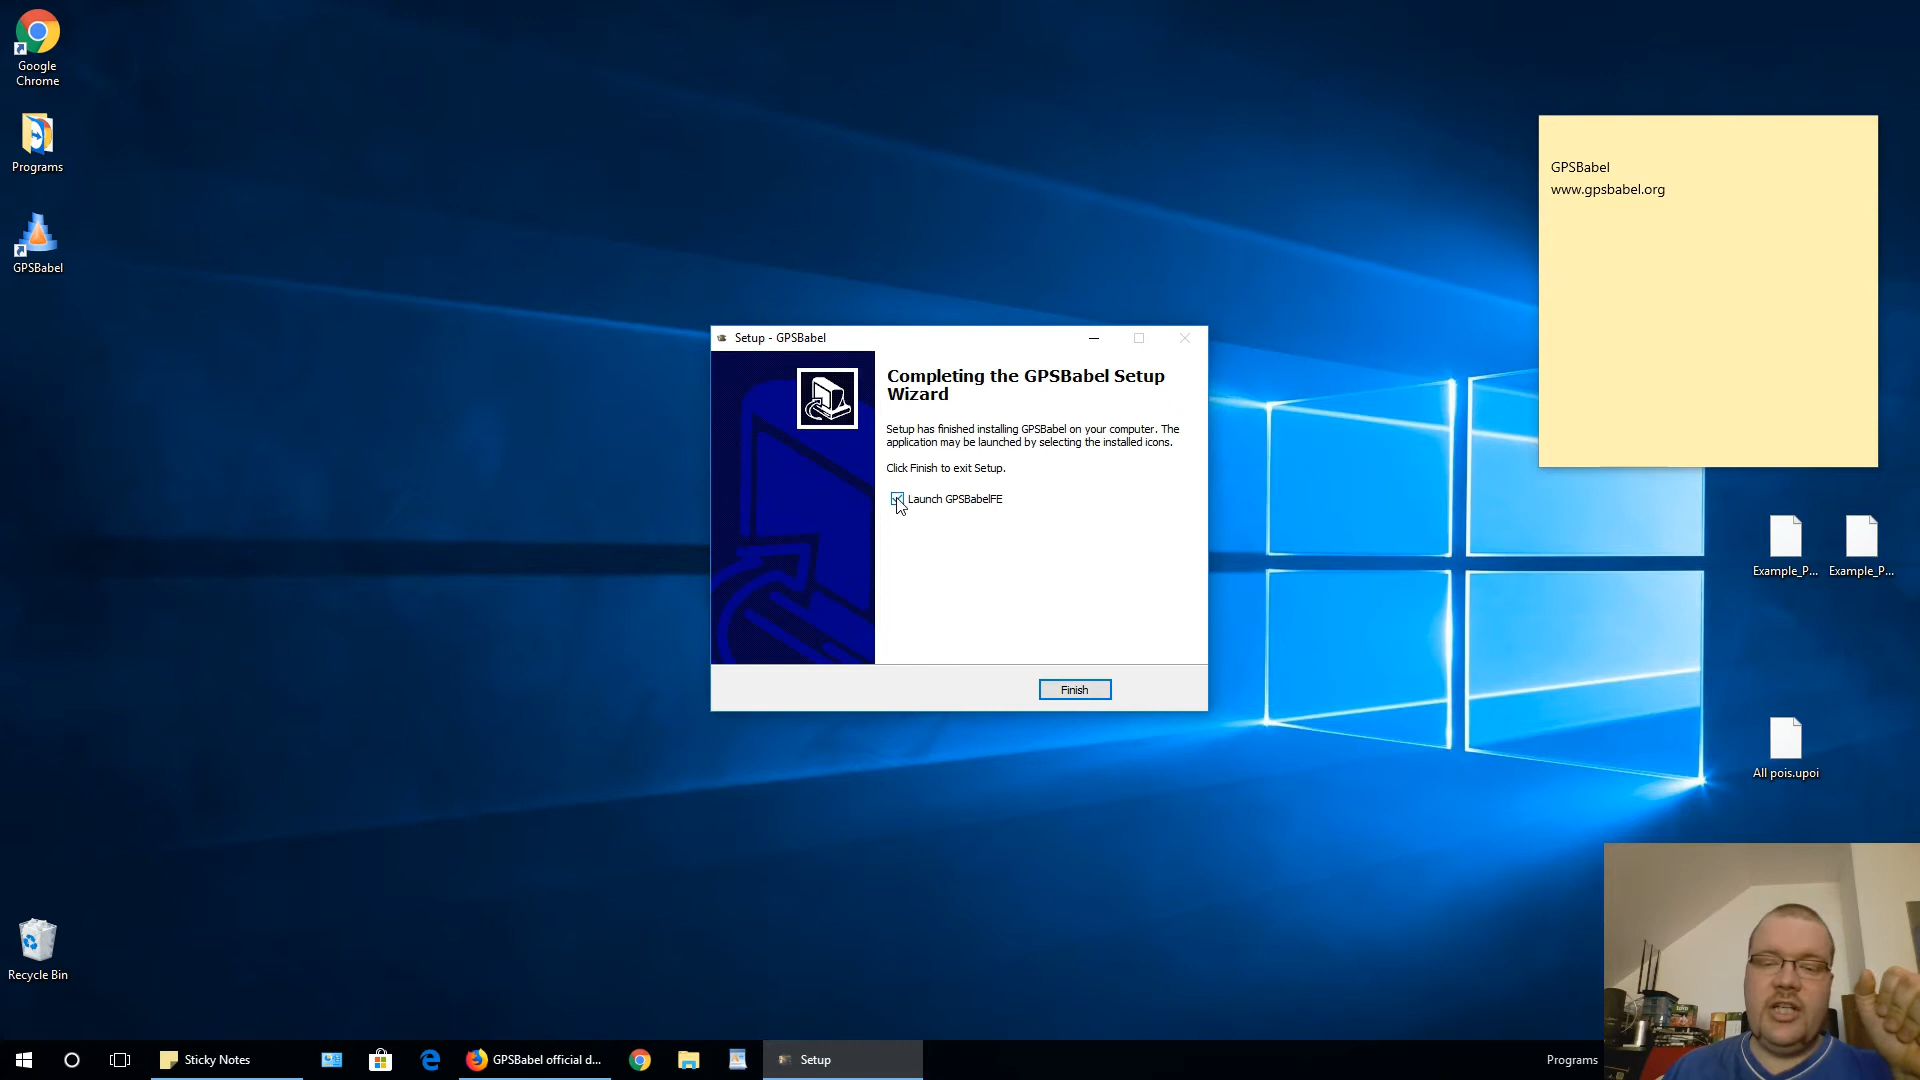 Google
Chrome
Programs
GPSBabel
Recycle Bin
Setup - GPSBabel
Completing the GPSBabel Setup
Wizard
Setup has finished installing GPSBabel on your computer. The
application may be launched by selecting the installed icons.
Click Finish to exit Setup.
Launch GPSBabelFE
Finish
GPSBabel
www.gpsbabel.org
Example_P...
Example_P...
All pois.upoi
Sticky Notes
GPSBabel official d...
Setup
Programs